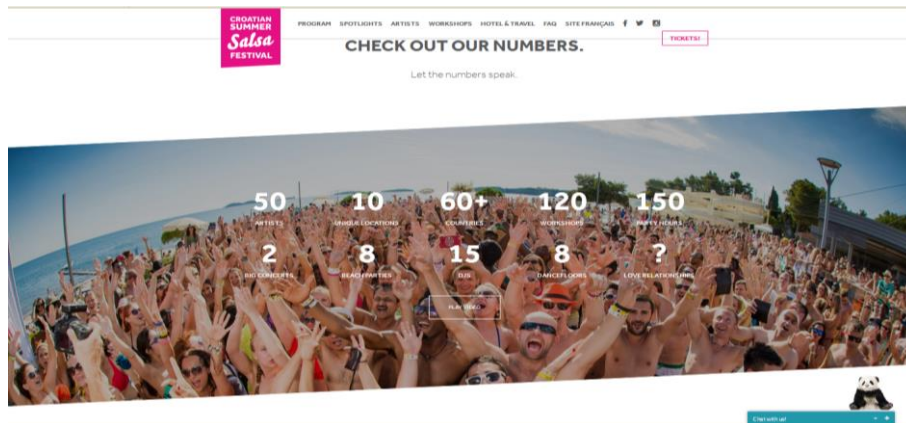 CROATIAN
SUMMER
Salsa
FESTIVAL
PROGRAM SPOTLIGHTS ARTISTS WORKSHOPS HOTEL & TRAVEL FAQ SITE FRANÇAIS
TICKETS!
CHECK OUT OUR NUMBERS.
Let the numbers speak.
50 10 60+ 120 150
ARTISTS UNIQUE LOCATIONS COUNTRIES WORKSHOPS PARTY HOURS
2 8 15 8 ?
BIG CONCERTS BEACH PARTIES DJS DANCEFLOORS LOVE RELATIONSHIPS
PLAY VIDEO
Chat with us!